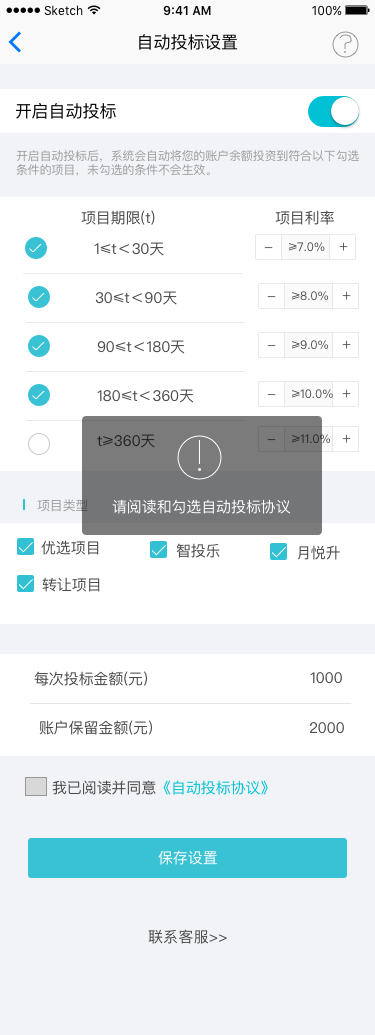 Sketch 9:41 AM 100%
自动投标设置
开启自动投标
开启自动投标后，系统会自动将您的账户余额投资到符合以下勾选
条件的项目，未勾选的条件不会生效。
项目期限(t) 项目利率
1≤t＜30天 － ≥7.0% ＋
30≤t＜90天 － ≥8.0% ＋
90≤t＜180天 － ≥9.0% ＋
180≤t＜360天 － ≥10.0% ＋
t≥360天 － ≥11.0% ＋
项目类型
请阅读和勾选自动投标协议
优选项目 智投乐 月悦升
转让项目
每次投标金额(元) 1000
账户保留金额(元) 2000
我已阅读并同意《自动投标协议》
保存设置
联系客服>>